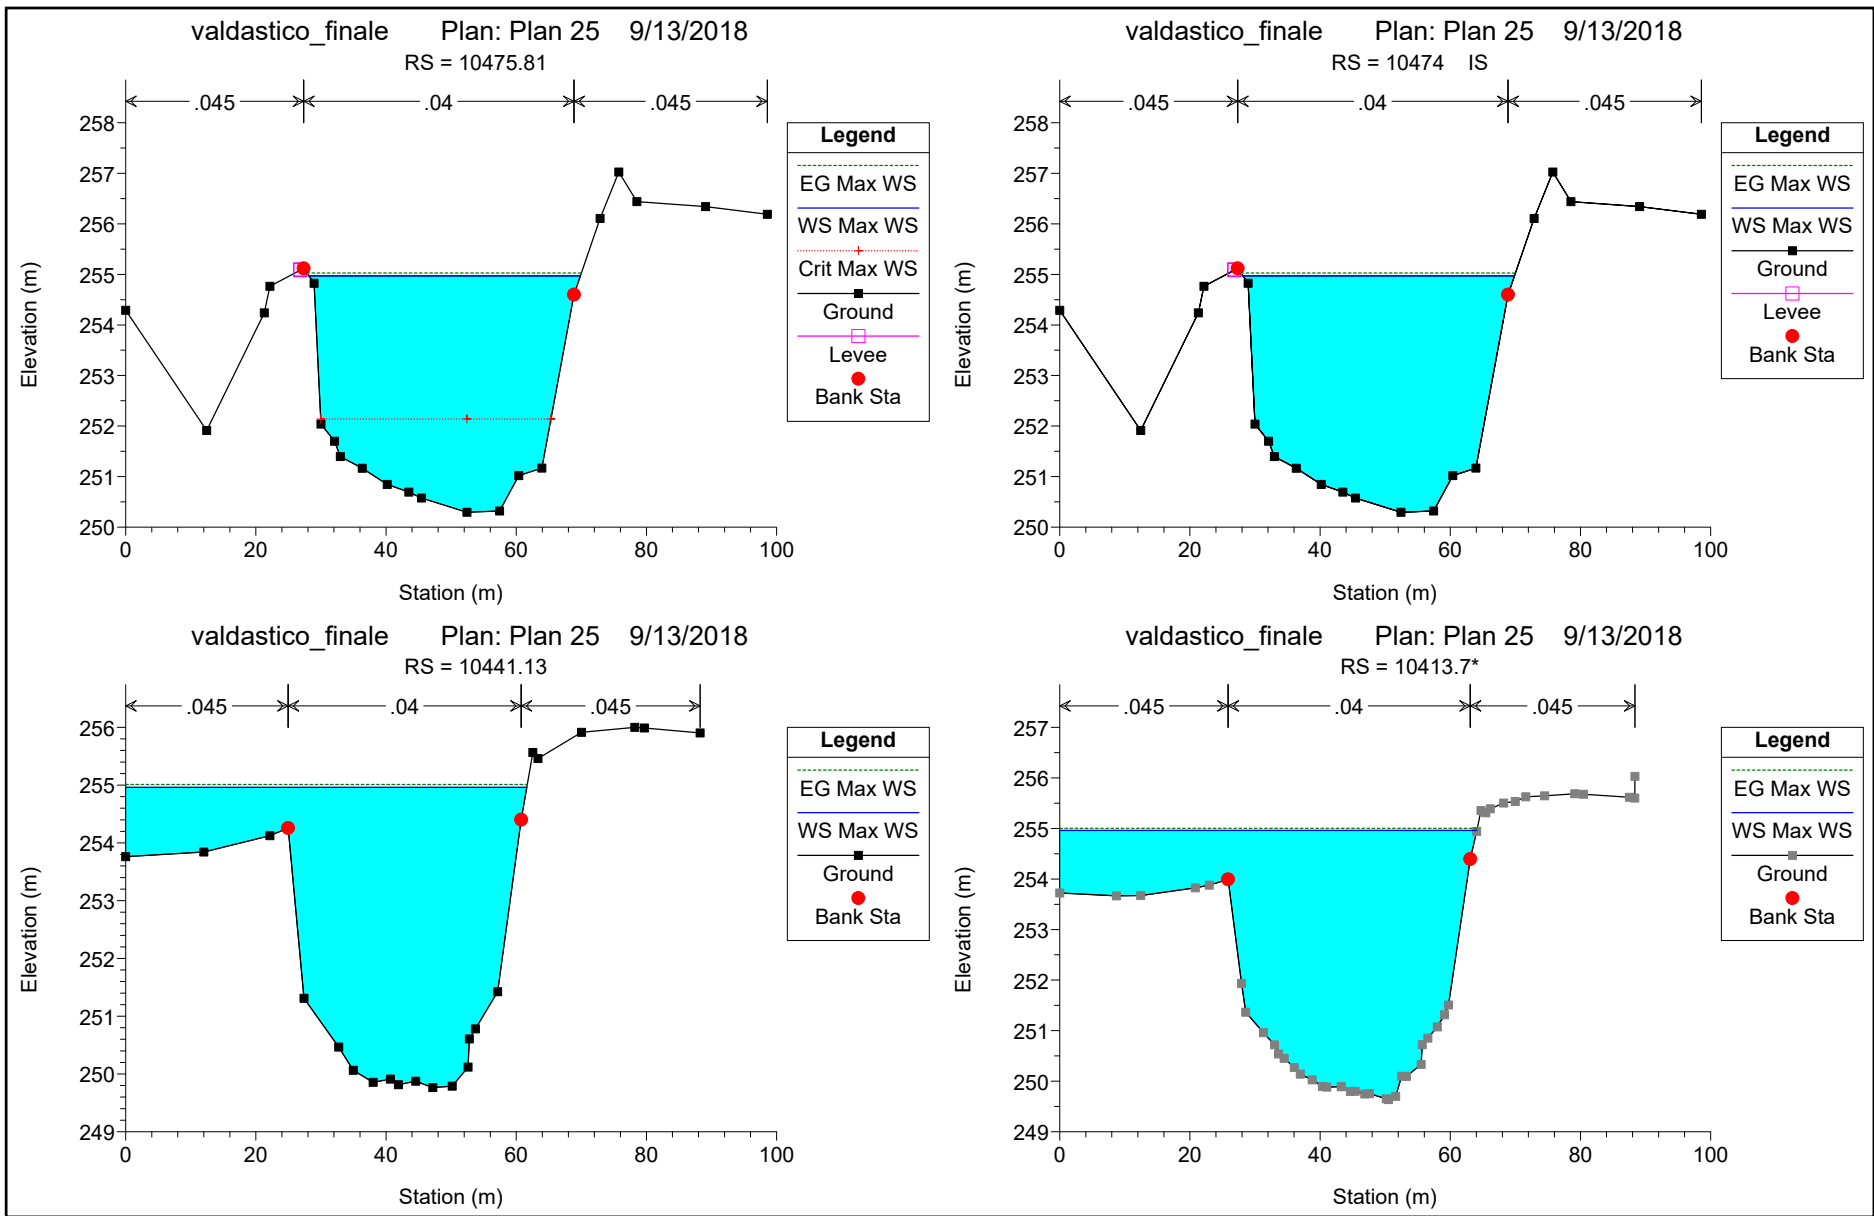 valdastico_finale Plan: Plan 25 9/13/2018
RS = 10475.81
.045 .04 .045
258
257
256
255
254
253
252
251
250
Elevation (m)
0 20 40 60 80 100
Station (m)
Legend
EG Max WS
WS Max WS
Crit Max WS
Ground
Levee
Bank Sta
valdastico_finale Plan: Plan 25 9/13/2018
RS = 10474 IS
.045 .04 .045
258
257
256
255
254
253
252
251
250
Elevation (m)
0 20 40 60 80 100
Station (m)
Legend
EG Max WS
WS Max WS
Ground
Levee
Bank Sta
valdastico_finale Plan: Plan 25 9/13/2018
RS = 10441.13
.045 .04 .045
256
255
254
253
252
251
250
249
Elevation (m)
0 20 40 60 80 100
Station (m)
Legend
EG Max WS
WS Max WS
Ground
Bank Sta
valdastico_finale Plan: Plan 25 9/13/2018
RS = 10413.7*
.045 .04 .045
257
256
255
254
253
252
251
250
249
Elevation (m)
0 20 40 60 80 100
Station (m)
Legend
EG Max WS
WS Max WS
Ground
Bank Sta